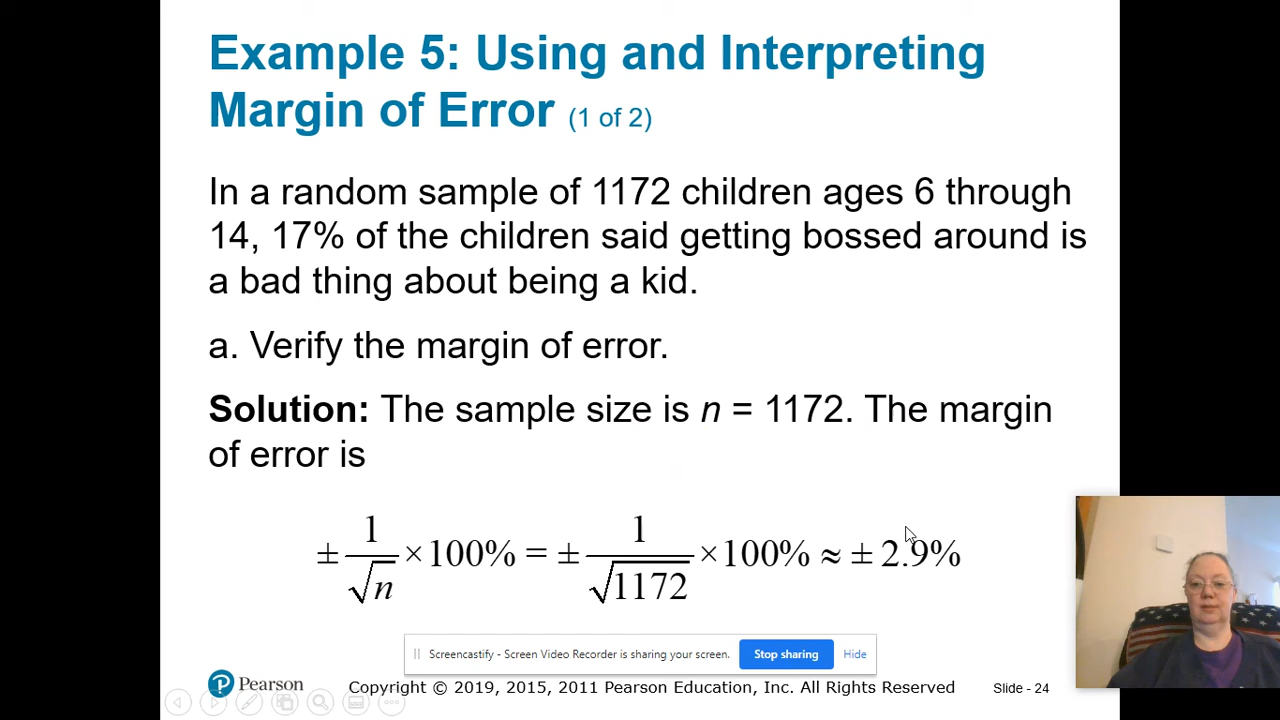 Example 5: Using and Interpreting
Margin of Error (1 of 2)
In a random sample of 1172 children ages 6 through
14, 17% of the children said getting bossed around is
a bad thing about being a kid.
a. Verify the margin of error.
Solution: The sample size is n = 1172. The margin
of error is
± 1/√n ×100% = ± 1/√1172 ×100% ≈ ± 2.9%
Screencastify - Screen Video Recorder is sharing your screen. Stop sharing Hide
Pearson Copyright © 2019, 2015, 2011 Pearson Education, Inc. All Rights Reserved Slide - 24